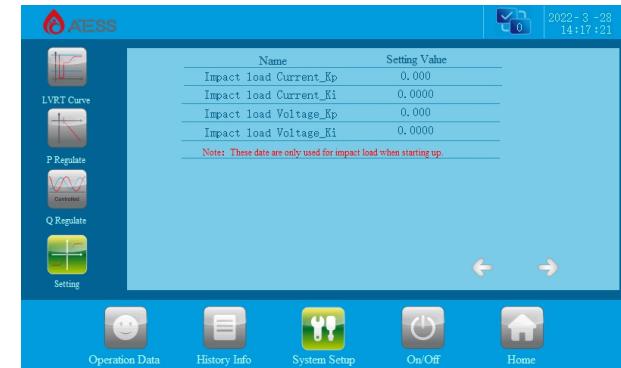 ATESS
0
2022- 3 -28
14:17:21
Name Setting Value
Impact load Current_Kp 0.000
Impact load Current_Ki 0.0000
Impact load Voltage_Kp 0.000
Impact load Voltage_Ki 0.0000
Note: These date are only used for impact load when starting up.
LVRT Curve
P Regulate
Controlled
Q Regulate
Setting
Operation Data History Info System Setup On/Off Home